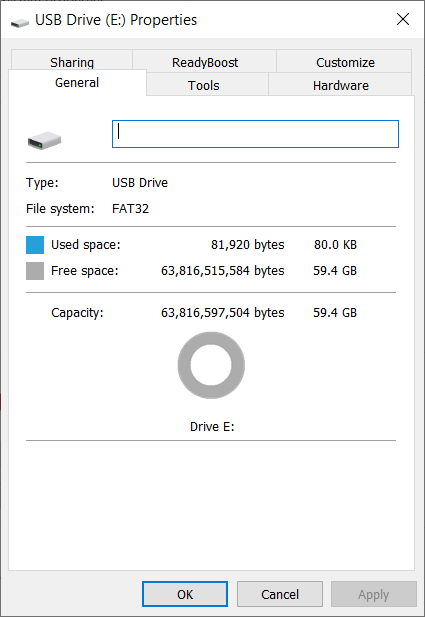 USB Drive (E:) Properties
Sharing ReadyBoost Customize
General Tools Hardware
Type: USB Drive
File system: FAT32
Used space: 81,920 bytes 80.0 KB
Free space: 63,816,515,584 bytes 59.4 GB
Capacity: 63,816,597,504 bytes 59.4 GB
Drive E:
OK Cancel Apply